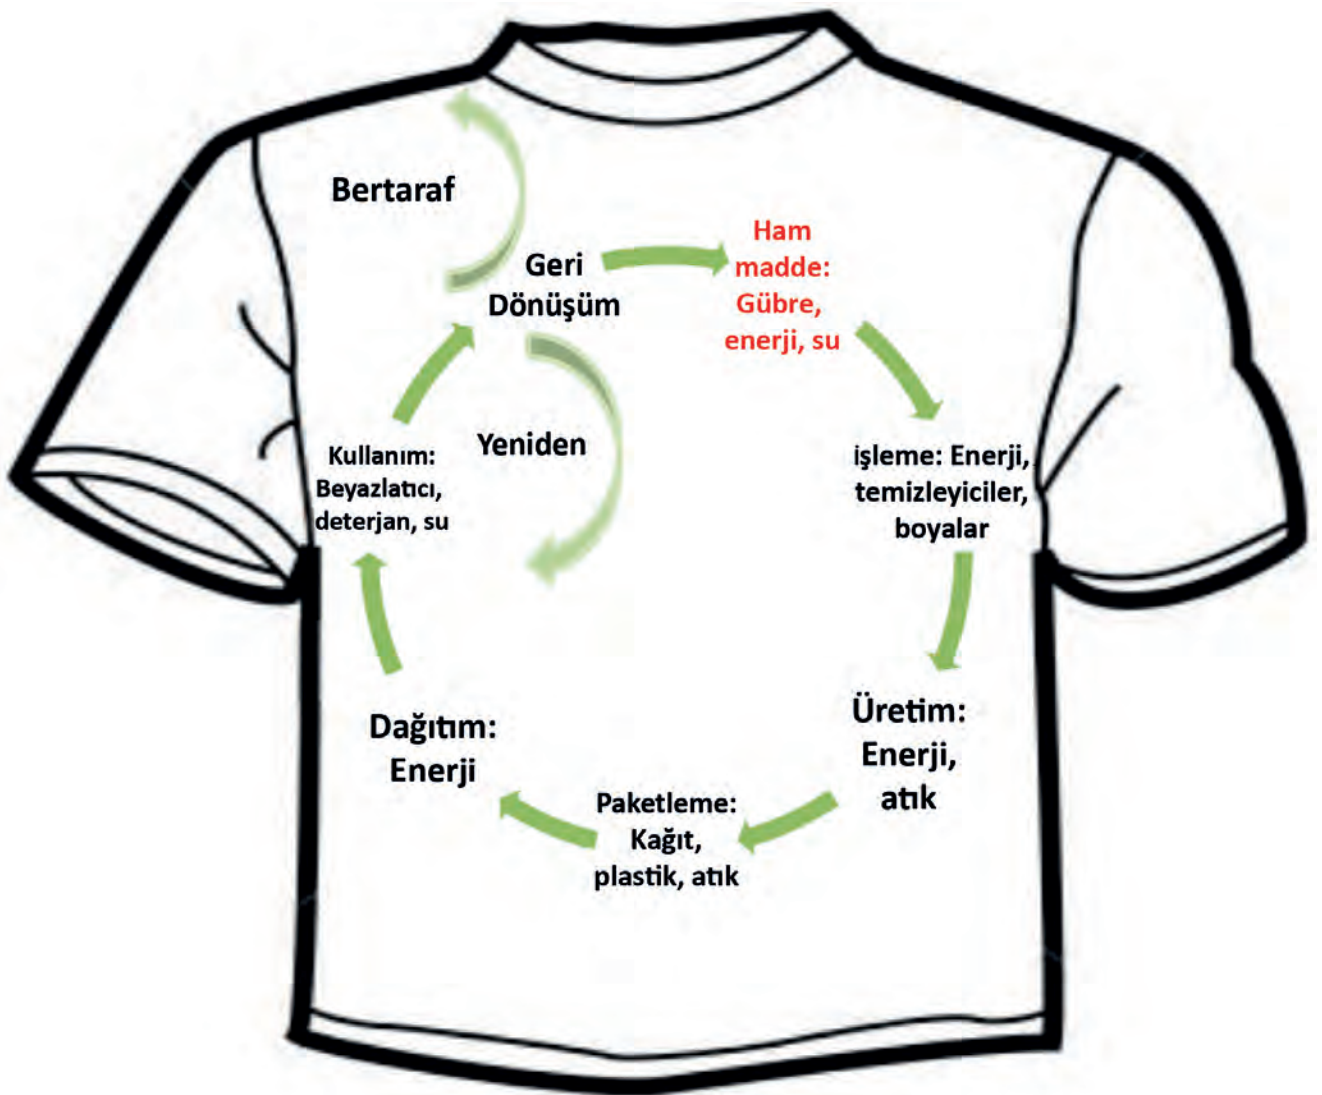 Bertaraf
Geri
Dönüşüm
Ham
madde:
Gübre,
enerji, su
Yeniden
Kullanım:
Beyazlatıcı,
deterjan, su
işleme: Enerji,
temizleyiciler,
boyalar
Dağıtım:
Enerji
Üretim:
Enerji,
atık
Paketleme:
Kağıt,
plastik, atık